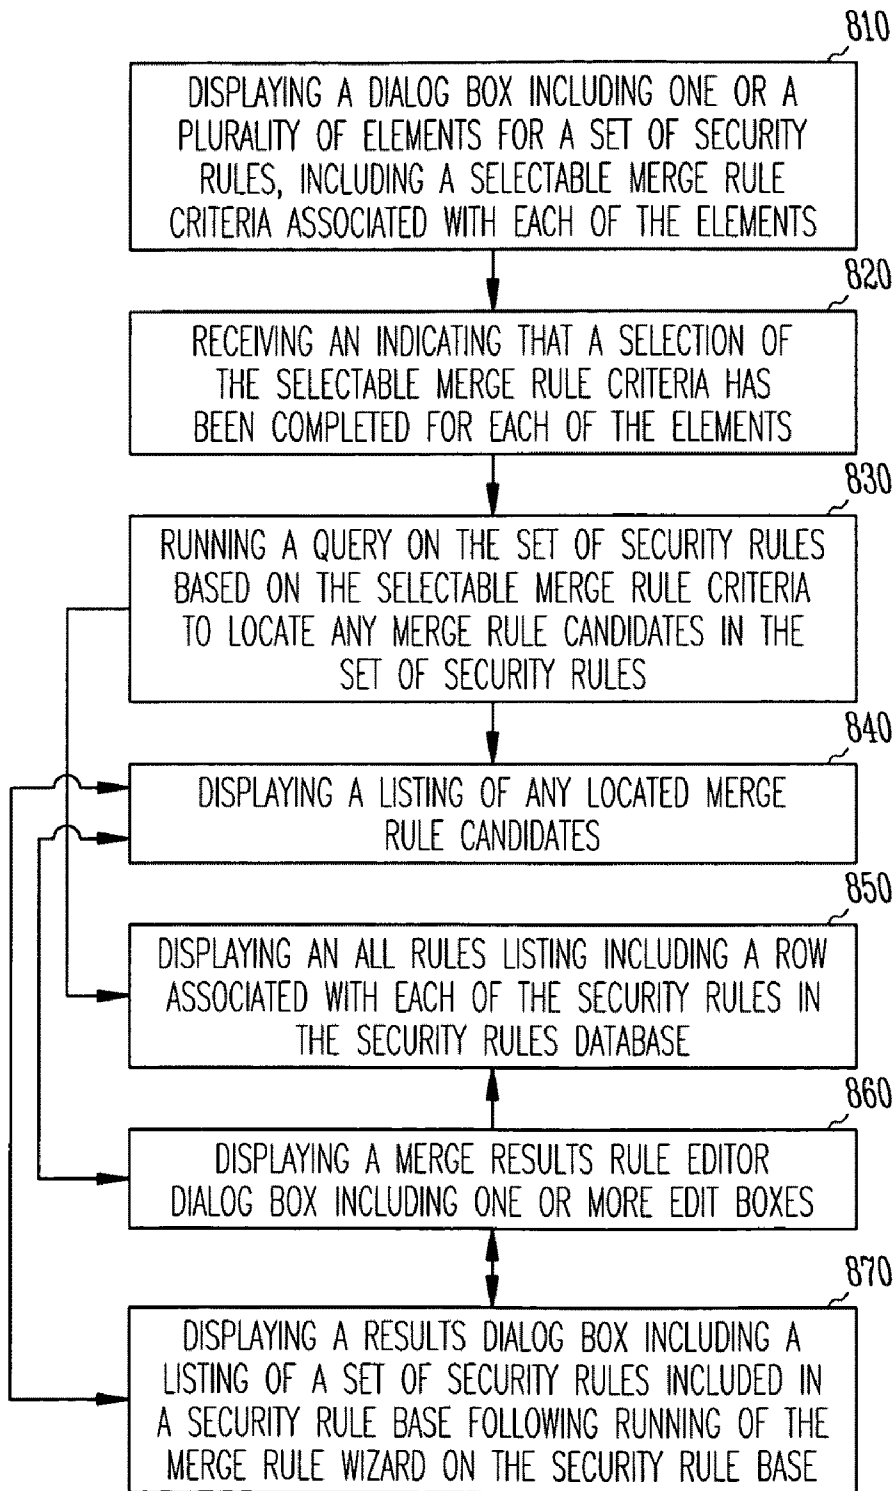 810
DISPLAYING A DIALOG BOX INCLUDING ONE OR A
PLURALITY OF ELEMENTS FOR A SET OF SECURITY
RULES, INCLUDING A SELECTABLE MERGE RULE
CRITERIA ASSOCIATED WITH EACH OF THE ELEMENTS
820
RECEIVING AN INDICATING THAT A SELECTION OF
THE SELECTABLE MERGE RULE CRITERIA HAS
BEEN COMPLETED FOR EACH OF THE ELEMENTS
830
RUNNING A QUERY ON THE SET OF SECURITY RULES
BASED ON THE SELECTABLE MERGE RULE CRITERIA
TO LOCATE ANY MERGE RULE CANDIDATES IN THE
SET OF SECURITY RULES
840
DISPLAYING A LISTING OF ANY LOCATED MERGE
RULE CANDIDATES
850
DISPLAYING AN ALL RULES LISTING INCLUDING A ROW
ASSOCIATED WITH EACH OF THE SECURITY RULES IN
THE SECURITY RULES DATABASE
860
DISPLAYING A MERGE RESULTS RULE EDITOR
DIALOG BOX INCLUDING ONE OR MORE EDIT BOXES
870
DISPLAYING A RESULTS DIALOG BOX INCLUDING A
LISTING OF A SET OF SECURITY RULES INCLUDED IN
A SECURITY RULE BASE FOLLOWING RUNNING OF THE
MERGE RULE WIZARD ON THE SECURITY RULE BASE